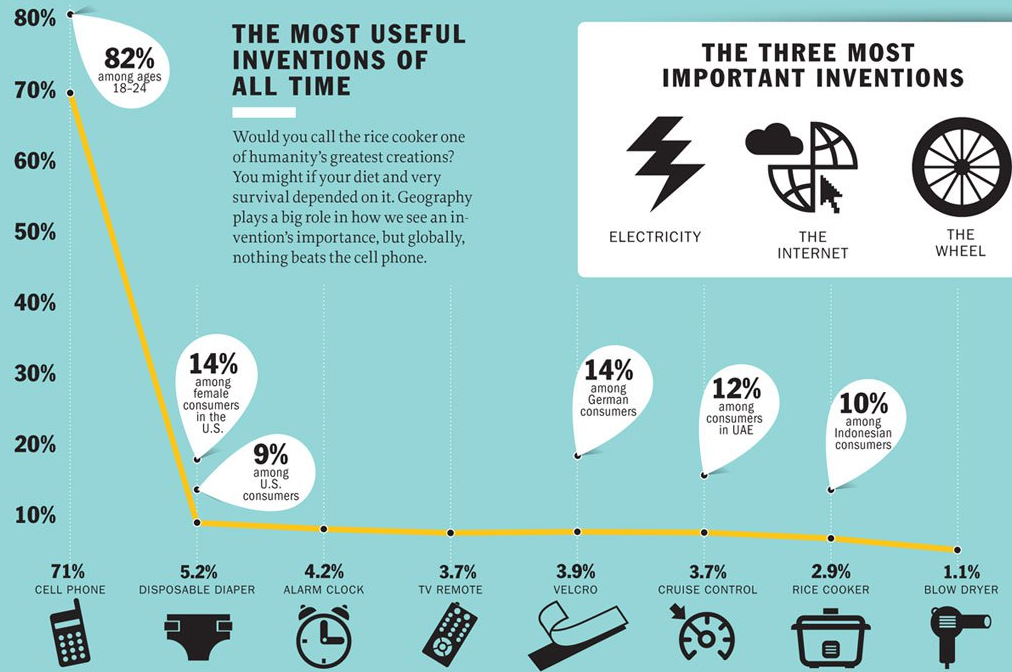 THE MOST USEFUL
INVENTIONS OF
ALL TIME
Would you call the rice cooker one
of humanity's greatest creations?
You might if your diet and very
survival depended on it. Geography
plays a big role in how we see an in-
vention's importance, but globally,
nothing beats the cell phone.
THE THREE MOST
IMPORTANT INVENTIONS
ELECTRICITY
THE
INTERNET
THE
WHEEL
80%
70%
60%
50%
40%
30%
20%
10%
82%
among ages
18–24
14%
among
female
consumers
in the
U.S.
9%
among
U.S.
consumers
14%
among
German
consumers
12%
among
consumers
in UAE
10%
among
Indonesian
consumers
71%
CELL PHONE
5.2%
DISPOSABLE DIAPER
4.2%
ALARM CLOCK
3.7%
TV REMOTE
3.9%
VELCRO
3.7%
CRUISE CONTROL
2.9%
RICE COOKER
1.1%
BLOW DRYER